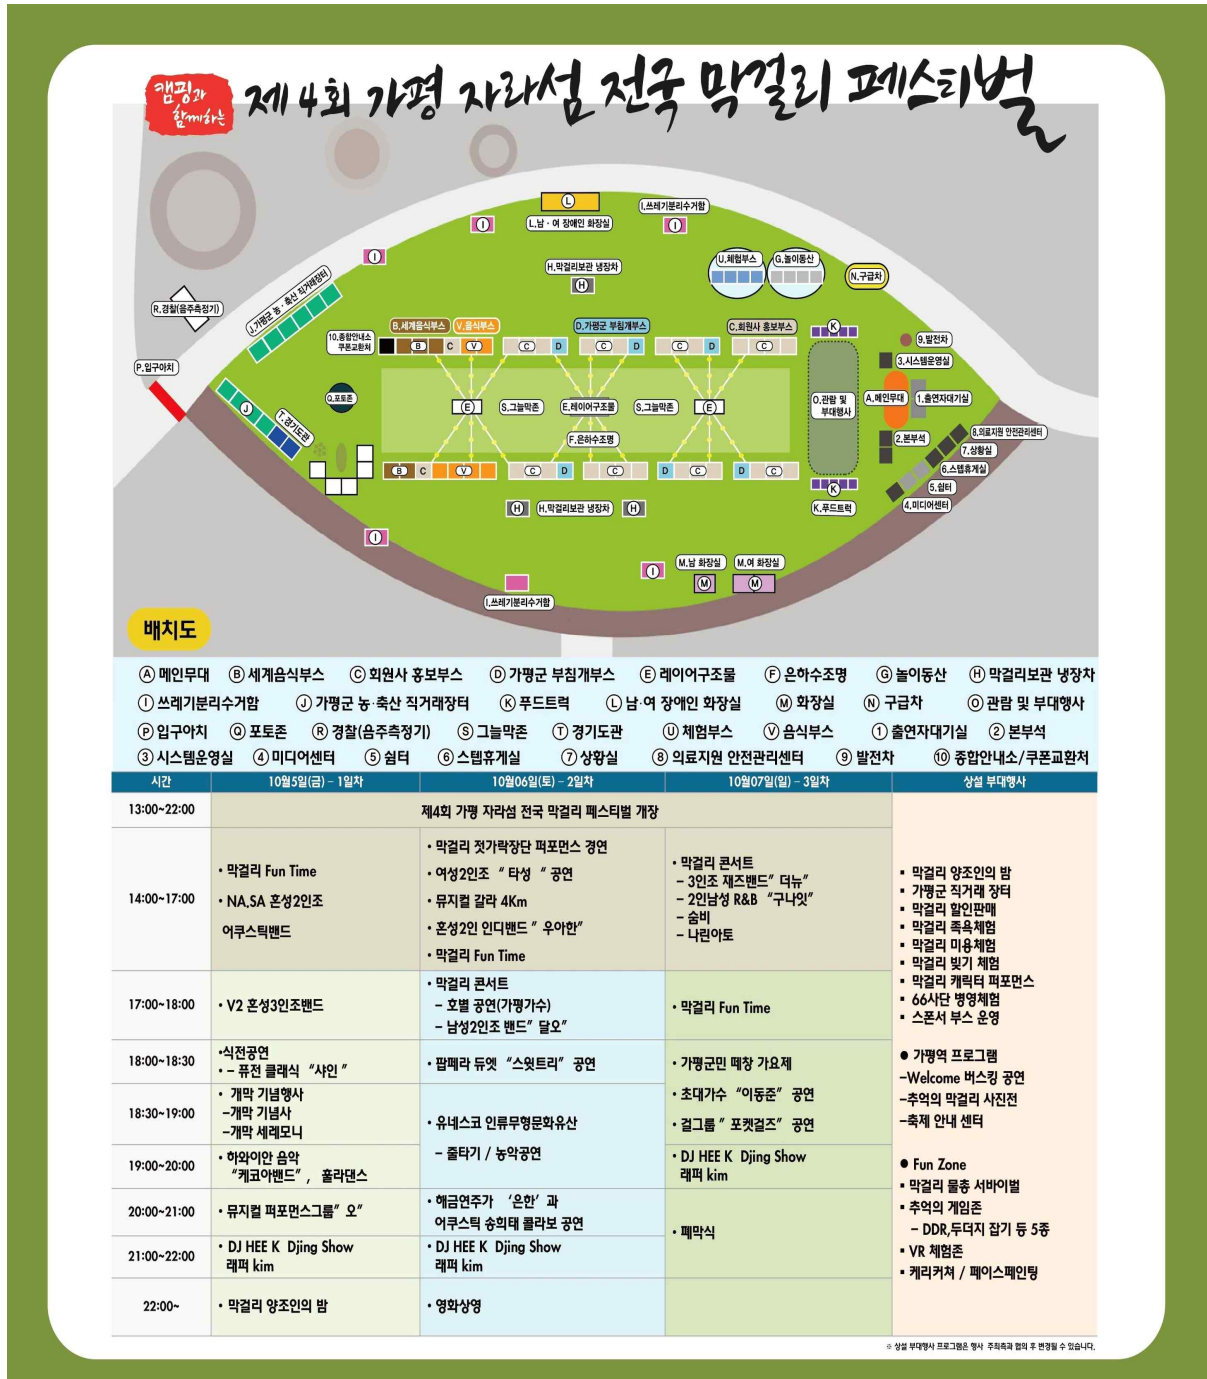 캠핑과
함께하는
제4회 가평 자라섬 전국 막걸리 페스티벌
L
L.남·여 장애인 화장실
I.쓰레기분리수거함
I
I
I
H.막걸리보관 냉장차
H
U.체험부스
G.놀이동산
N.구급차
R.경찰(음주측정기)
J.가평군 농·축산 직거래장터
P.입구아치
10.종합안내소
쿠폰교환처
B.세계음식부스
V.음식부스
D.가평군 부침개부스
C.회원사 홍보부스
B C V C D C D C D C
K
9.발전차
3.시스템운영실
Q.포토존
E
S.그늘막존
E.레이어구조물
S.그늘막존
E
O.관람 및
부대행사
A.메인무대
1.출연자대기실
J
T.경기도관
F.은하수조명
2.본부석
8.의료지원 안전관리센터
7.상황실
6.스텝휴게실
5.쉼터
4.미디어센터
B C V C D C D C D C
K
K.푸드트럭
H
H.막걸리보관 냉장차
H
I
I
M.남 화장실
M.여 화장실
M
M
I.쓰레기분리수거함
배치도
Ⓐ 메인무대 Ⓑ 세계음식부스 Ⓒ 회원사 홍보부스 Ⓓ 가평군 부침개부스 Ⓔ 레이어구조물 Ⓕ 은하수조명 Ⓖ 놀이동산 Ⓗ 막걸리보관 냉장차
Ⓘ 쓰레기분리수거함 Ⓙ 가평군 농·축산 직거래장터 Ⓚ 푸드트럭 Ⓛ 남·여 장애인 화장실 Ⓜ 화장실 Ⓝ 구급차 Ⓞ 관람 및 부대행사
Ⓟ 입구아치 Ⓠ 포토존 Ⓡ 경찰(음주측정기) Ⓢ 그늘막존 Ⓣ 경기도관 Ⓤ 체험부스 Ⓥ 음식부스 ① 출연자대기실 ② 본부석
③ 시스템운영실 ④ 미디어센터 ⑤ 쉼터 ⑥ 스텝휴게실 ⑦ 상황실 ⑧ 의료지원 안전관리센터 ⑨ 발전차 ⑩ 종합안내소/쿠폰교환처
시간 10월5일(금) – 1일차 10월06일(토) – 2일차 10월07일(일) – 3일차 상설 부대행사
13:00~22:00 제4회 가평 자라섬 전국 막걸리 페스티벌 개장
14:00~17:00
· 막걸리 Fun Time
· NA,SA 혼성2인조
어쿠스틱밴드
· 막걸리 젓가락장단 퍼포먼스 경연
· 여성2인조 “ 타성 “ 공연
· 뮤지컬 갈라 4Km
· 혼성2인 인디밴드 ” 우아한”
· 막걸리 Fun Time
· 막걸리 콘서트
– 3인조 재즈밴드” 더뉴”
– 2인남성 R&B “구나잇”
– 숨비
– 나린아토
17:00~18:00
· V2 혼성3인조밴드
· 막걸리 콘서트
– 호별 공연(가평가수)
– 남성2인조 밴드” 달오”
· 막걸리 Fun Time
18:00~18:30
·식전공연
· – 퓨전 클래식 “샤인 ”
· 팝페라 듀엣 “스윗트리” 공연
· 가평군민 떼창 가요제
18:30~19:00
· 개막 기념행사
–개막 기념사
–개막 세레모니
· 유네스코 인류무형문화유산
– 줄타기 / 농악공연
· 초대가수 “이동준” 공연
· 걸그룹 ” 포켓걸즈” 공연
19:00~20:00
· 하와이안 음악
“케코아밴드” , 훌라댄스
· DJ HEE K Djing Show
래퍼 kim
20:00~21:00
· 뮤지컬 퍼포먼스그룹” 오”
· 해금연주가 ‘은한’ 과
어쿠스틱 송희태 콜라보 공연
· 폐막식
21:00~22:00
· DJ HEE K Djing Show
래퍼 kim
· DJ HEE K Djing Show
래퍼 kim
22:00~
· 막걸리 양조인의 밤
· 영화상영
▪ 막걸리 양조인의 밤
▪ 가평군 직거래 장터
▪ 막걸리 할인판매
▪ 막걸리 족욕체험
▪ 막걸리 미용체험
▪ 막걸리 빚기 체험
▪ 막걸리 캐릭터 퍼포먼스
▪ 66사단 병영체험
▪ 스폰서 부스 운영
● 가평역 프로그램
–Welcome 버스킹 공연
–추억의 막걸리 사진전
–축제 안내 센터
● Fun Zone
▪ 막걸리 물총 서바이벌
▪ 추억의 게임존
– DDR,두더지 잡기 등 5종
▪ VR 체험존
▪ 케리커쳐 / 페이스페인팅
※ 상설 부대행사 프로그램은 행사 주최측과 협의 후 변경될 수 있습니다.